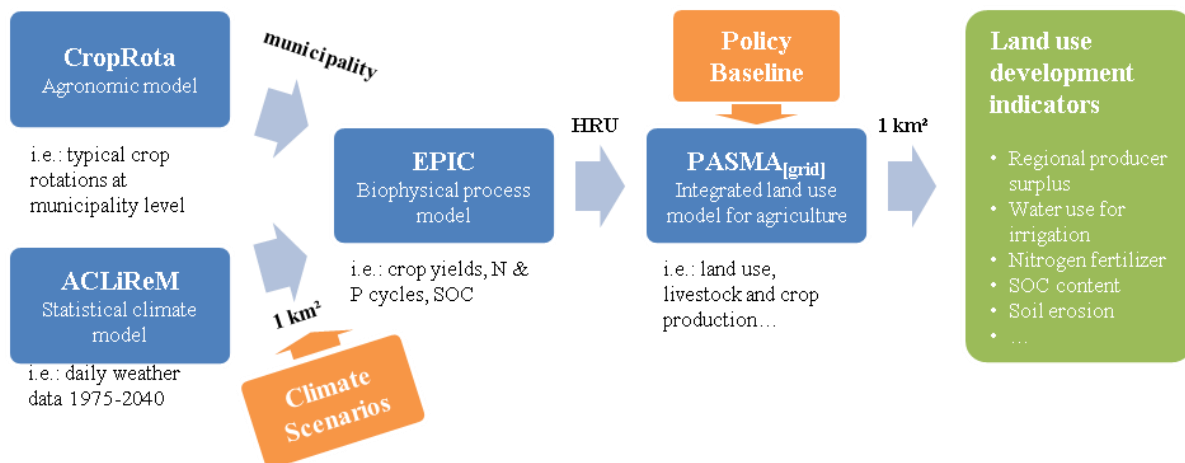 CropRota
Agronomic model
i.e.: typical crop
rotations at
municipality level
ACLiReM
Statistical climate
model
i.e.: daily weather
data 1975-2040
municipality
1 km²
Climate
Scenarios
EPIC
Biophysical process
model
i.e.: crop yields, N &
P cycles, SOC
HRU
Policy
Baseline
PASMA[grid]
Integrated land use
model for agriculture
i.e.: land use,
livestock and crop
production…
1 km²
Land use
development
indicators
• Regional producer
surplus
• Water use for
irrigation
• Nitrogen fertilizer
• SOC content
• Soil erosion
• …